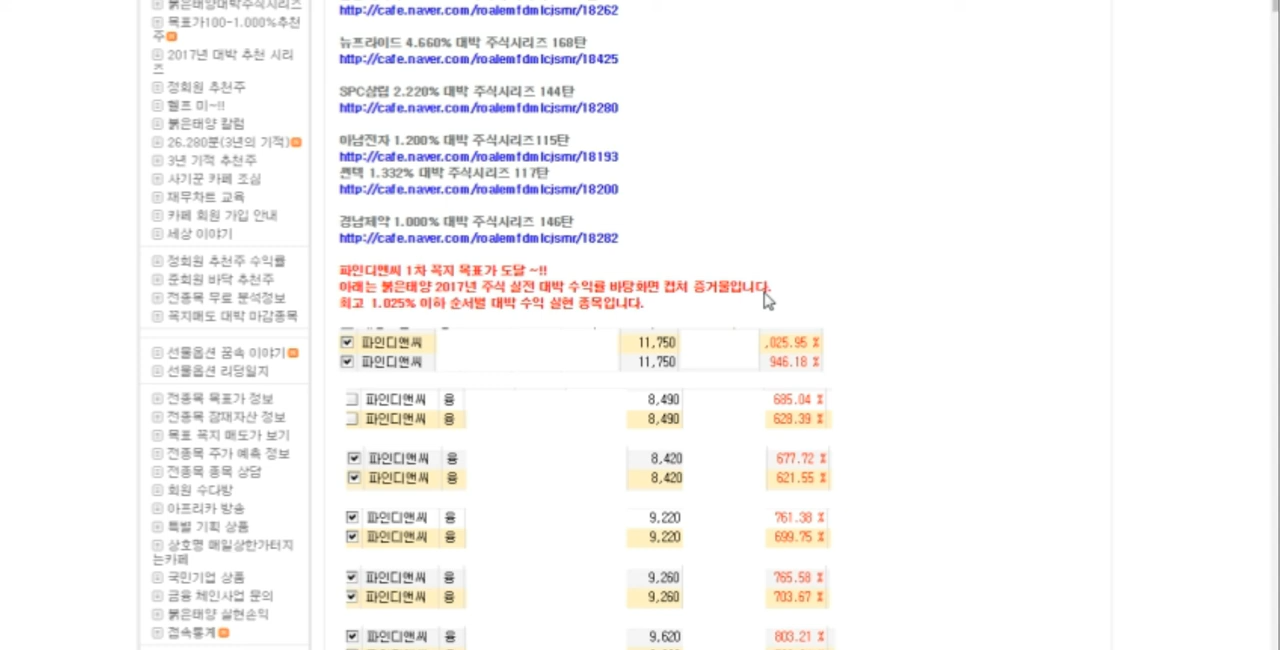 붉은태양대박주식시리즈
목표가100-1.000%추천
주
2017년 대박 추천 시리
즈
정회원 추천주
헬프 미~!!
붉은태양 칼럼
26.280분(3년의 기적)
3년 기적 추천주
사기꾼 카페 조심
재무차트 교육
카페 회원 가입 안내
세상 이야기
정회원 추천주 수익률
준회원 바닥 추천주
전종목 무료 분석정보
꼭지매도 대박 마감종목
선물옵션 꿈속 이야기
선물옵션 리딩일지
전종목 목표가 정보
전종목 잠재자산 정보
목표 꼭지 매도가 보기
전종목 주가 예측 정보
전종목 종목 상담
회원 수다방
아프리카 방송
특별 기획 상품
상호명 매일상한가터지
는카페
국민기업 상품
금융 체인사업 문의
붉은태양 실현손익
접속통계
http://cafe.naver.com/roalemfdmlcjsmr/18262
뉴프라이드 4.660% 대박 주식시리즈 168탄
http://cafe.naver.com/roalemfdmlcjsmr/18425
SPC삼립 2.220% 대박 주식시리즈 144탄
http://cafe.naver.com/roalemfdmlcjsmr/18280
아남전자 1.200% 대박 주식시리즈115탄
http://cafe.naver.com/roalemfdmlcjsmr/18193
퀀텍 1.332% 대박 주식시리즈 117탄
http://cafe.naver.com/roalemfdmlcjsmr/18200
경남제약 1.000% 대박 주식시리즈 146탄
http://cafe.naver.com/roalemfdmlcjsmr/18282
파인디앤씨 1차 꼭지 목표가 도달 ~!!
아래는 붉은태양 2017년 주식 실전 대박 수익률 바탕화면 캡처 증거물입니다.
최고 1.025% 이하 순서별 대박 수익 실현 종목입니다.
파인디앤씨 11,750 ,025.95 %
파인디앤씨 11,750 946.18 %
파인디앤씨 융 8,490 685.04 %
파인디앤씨 융 8,490 628.39 %
파인디앤씨 융 8,420 677.72 %
파인디앤씨 융 8,420 621.55 %
파인디앤씨 융 9,220 761.38 %
파인디앤씨 융 9,220 699.75 %
파인디앤씨 융 9,260 765.58 %
파인디앤씨 융 9,260 703.67 %
파인디앤씨 융 9,620 803.21 %